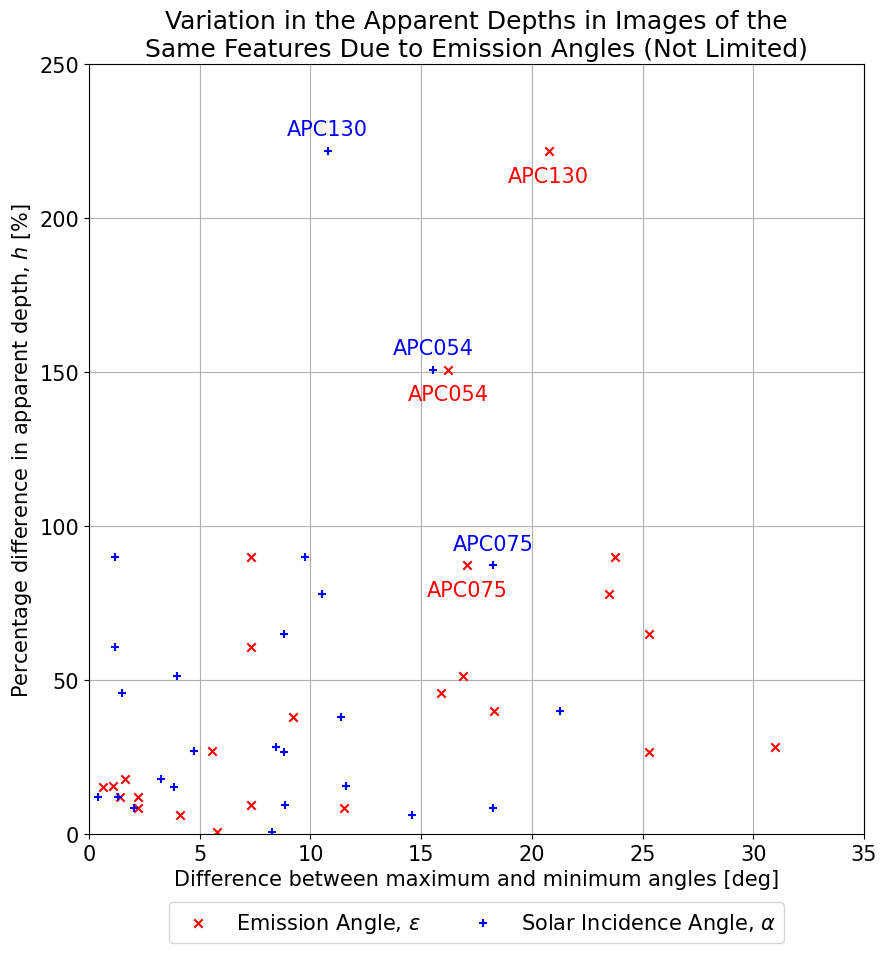 Variation in the Apparent Depths in Images of the
Same Features Due to Emission Angles (Not Limited)
250
200
150
100
50
0
Percentage difference in apparent depth, h [%]
APC130
APC130
APC054
APC054
APC075
APC075
0 5 10 15 20 25 30 35
Difference between maximum and minimum angles [deg]
Emission Angle, ε Solar Incidence Angle, α